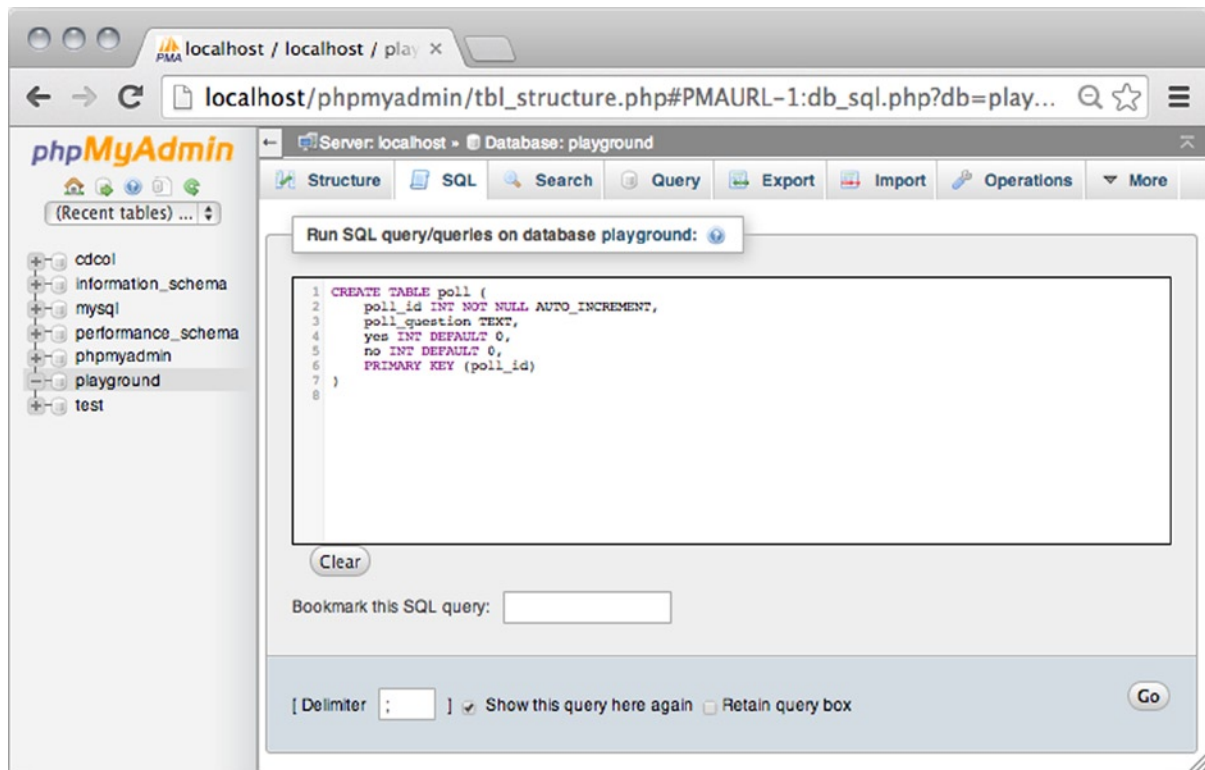 PMA localhost / localhost / play ×
localhost/phpmyadmin/tbl_structure.php#PMAURL-1:db_sql.php?db=play...
phpMyAdmin
(Recent tables) ...
cdcol
information_schema
mysql
performance_schema
phpmyadmin
playground
test
Server: localhost » Database: playground
Structure SQL Search Query Export Import Operations More
Run SQL query/queries on database playground:
1 CREATE TABLE poll (
2 poll_id INT NOT NULL AUTO_INCREMENT,
3 poll_question TEXT,
4 yes INT DEFAULT 0,
5 no INT DEFAULT 0,
6 PRIMARY KEY (poll_id)
7 )
8
Clear
Bookmark this SQL query:
[ Delimiter ; ] Show this query here again Retain query box
Go